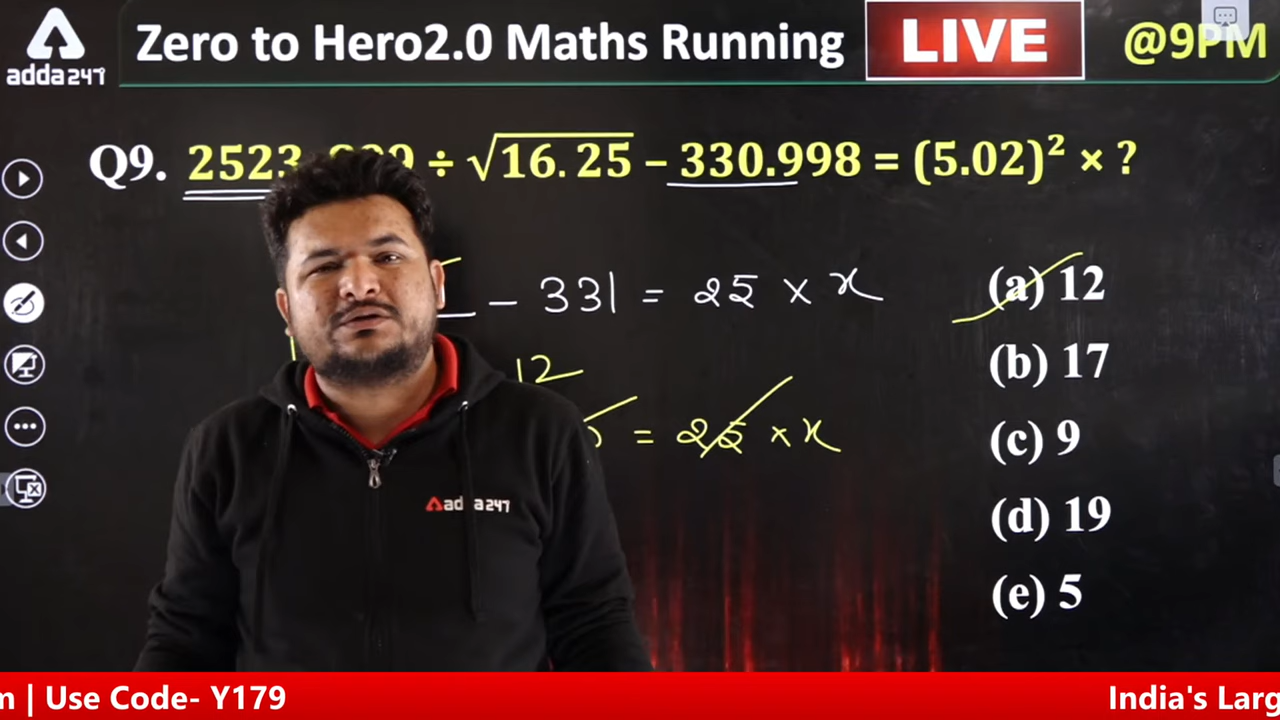 adda247
Zero to Hero2.0 Maths Running
LIVE
@9PM
Q9. 2523. 899 ÷ √16.25 – 330.998 = (5.02)² × ?
– 331 = 25 × x
12
= 25 × x
(a) 12
(b) 17
(c) 9
(d) 19
(e) 5
adda247
| Use Code- Y179
India's